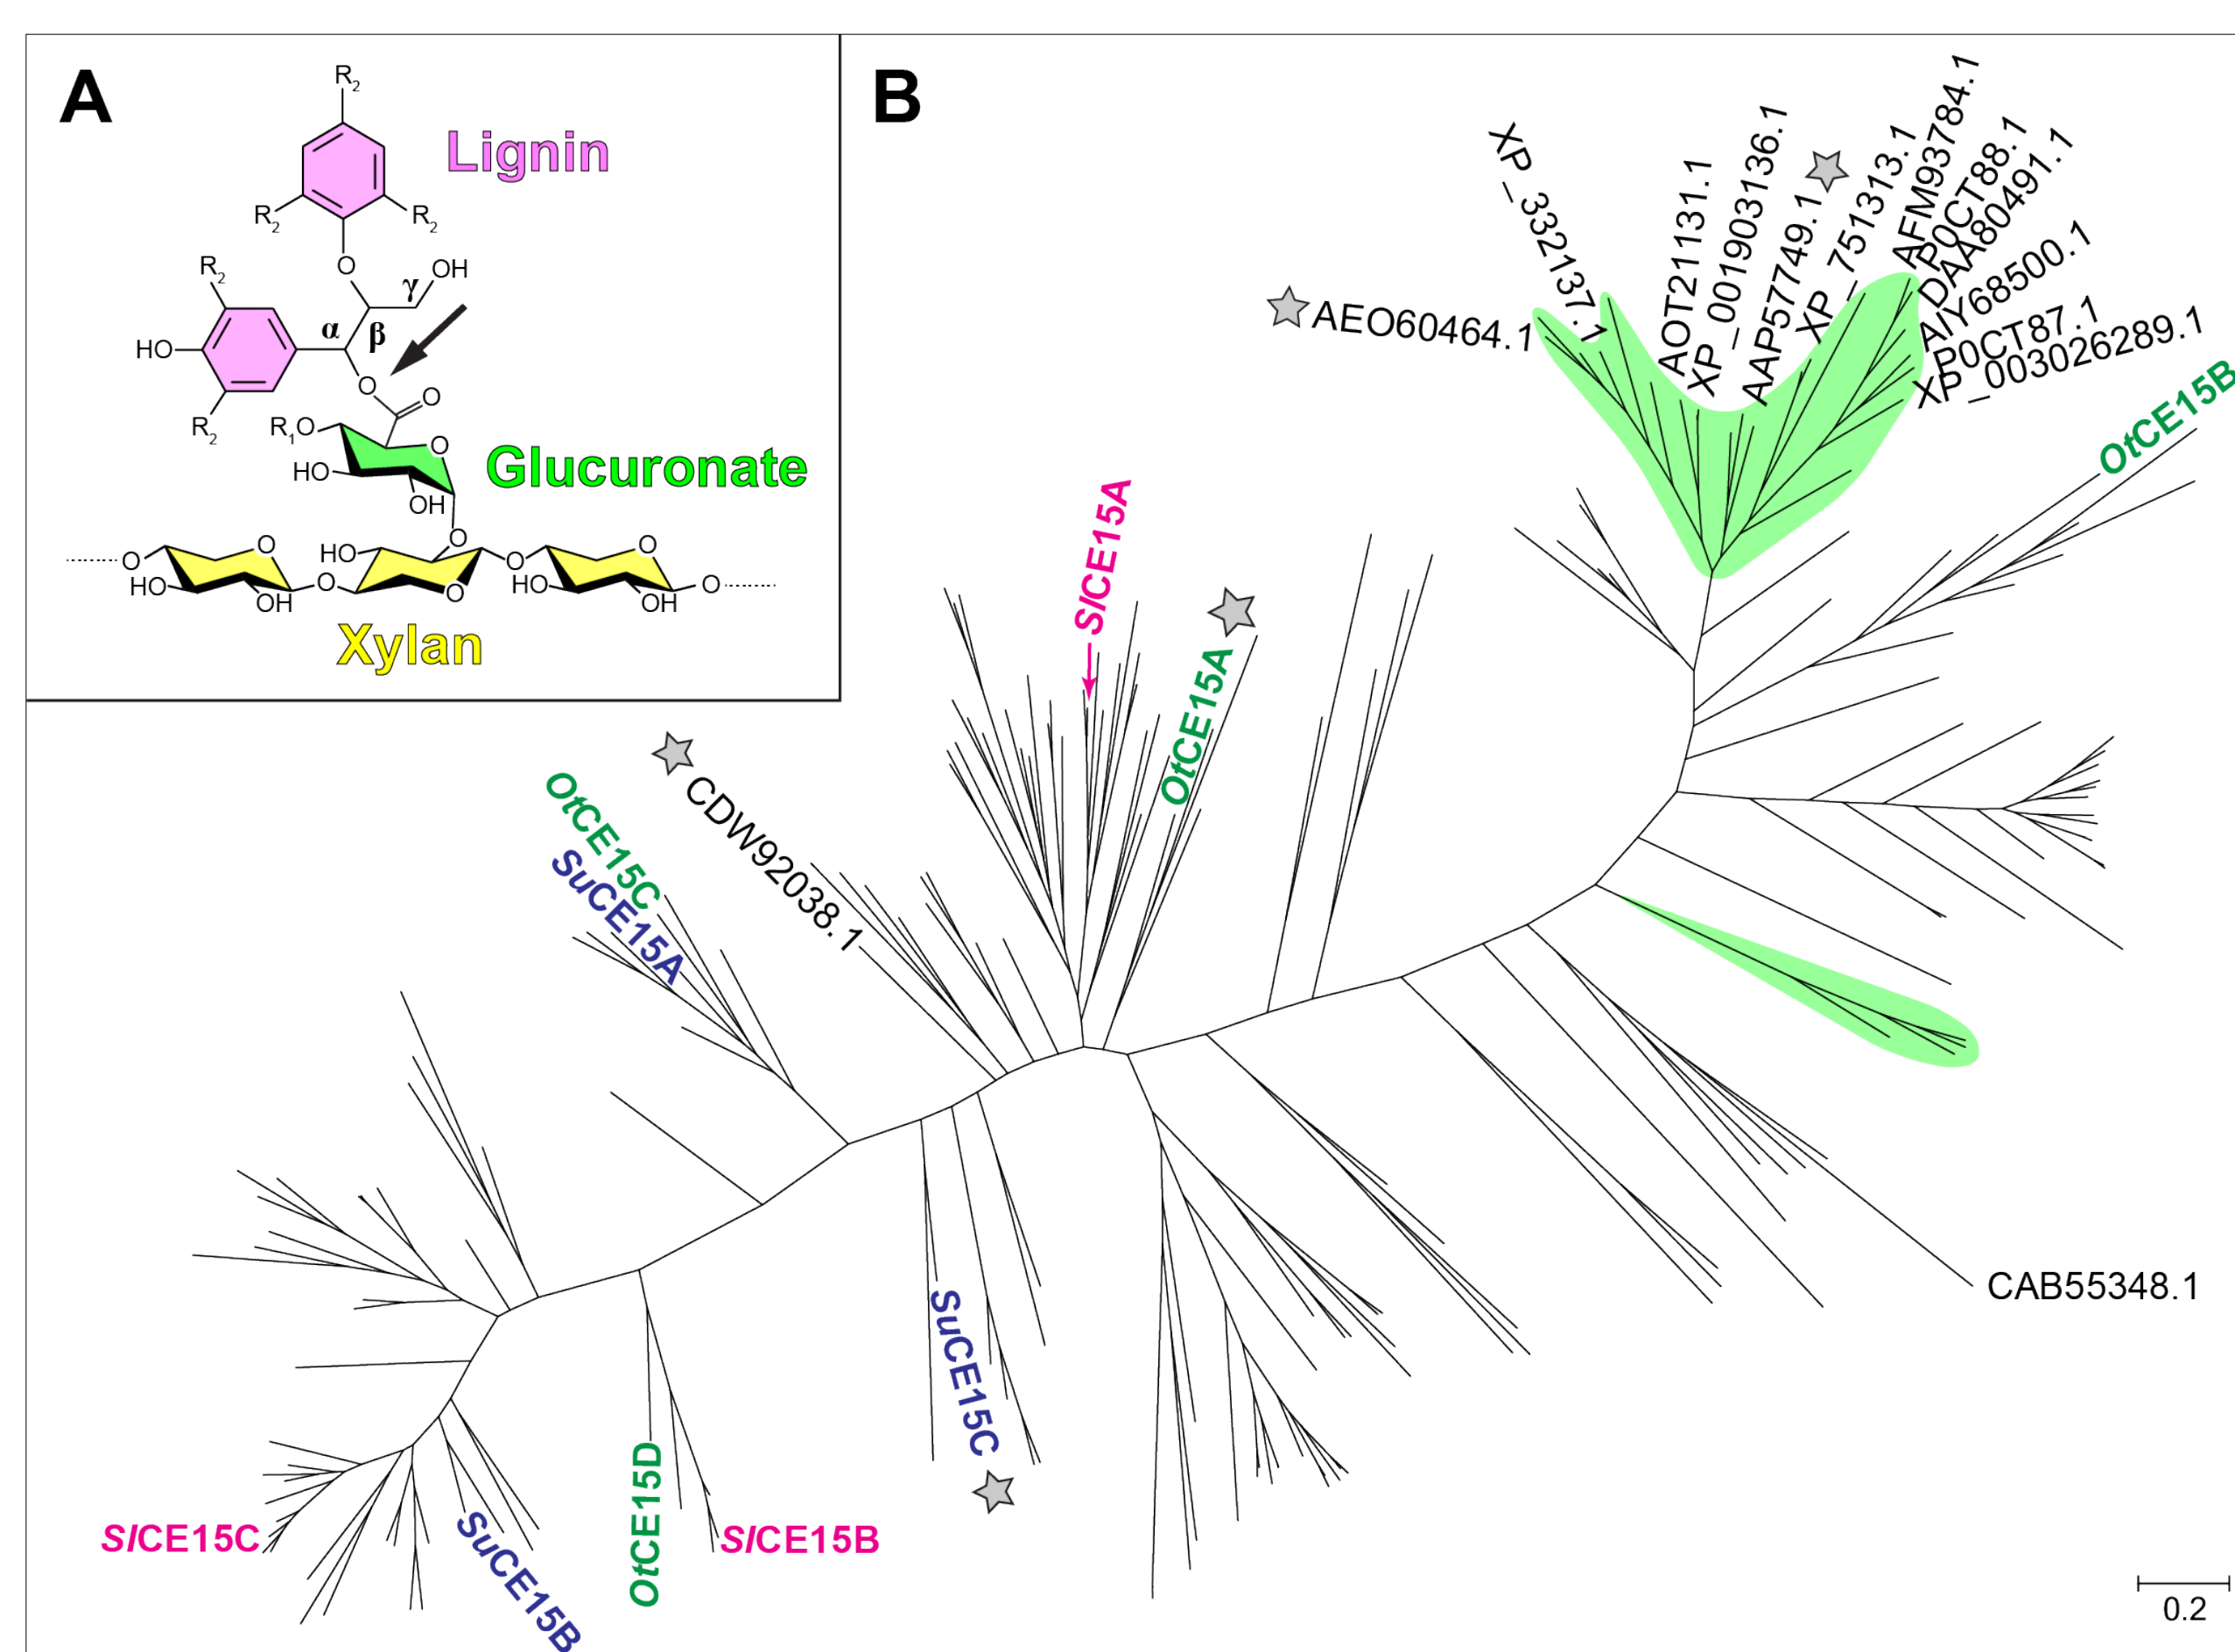 A
R2
Lignin
R2
R2
O
R2
γ
OH
α
β
HO
O
O
R2
R1O
O
HO
Glucuronate
OH
O
O
O
HO
O
O
HO
OH
O
O
HO
OH
O
Xylan
B
XP_332137.1
AEO60464.1
AOT21131.1
XP_001903136.1
AAP57749.1
XP_751313.1
AFM93784.1
P0CT88.1
DAA80491.1
AIY68500.1
P0CT87.1
XP_003026289.1
OtCE15B
SlCE15A
OtCE15A
CDW92038.1
OtCE15C
SuCE15A
CAB55348.1
SuCE15C
OtCE15D
SlCE15B
SlCE15C
SuCE15B
0.2